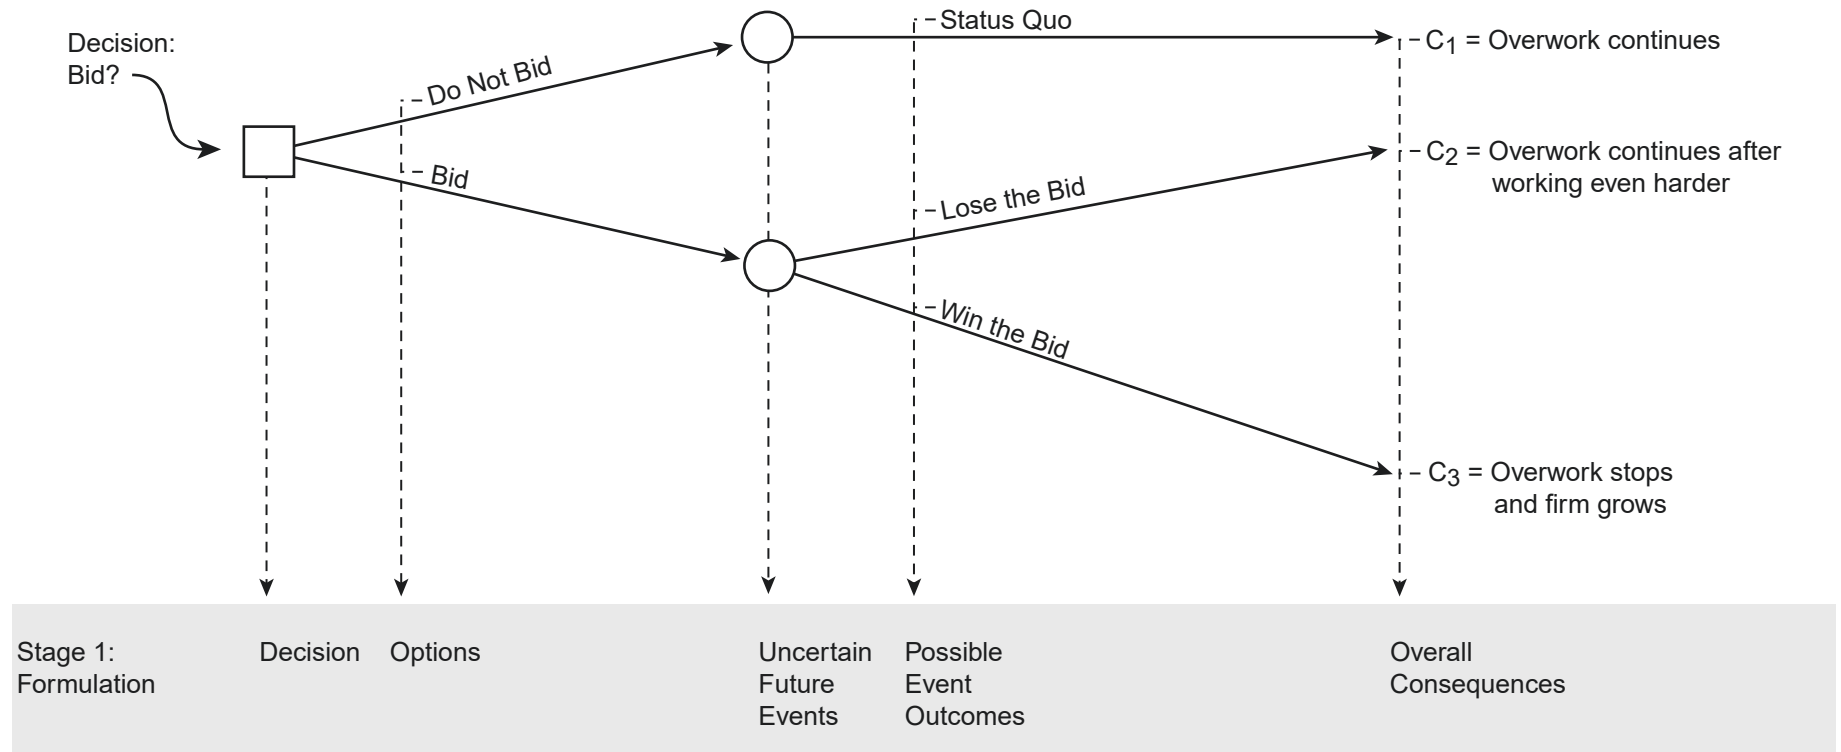 Decision:
Bid?
Do Not Bid
Bid
Status Quo
Lose the Bid
Win the Bid
C1 = Overwork continues
C2 = Overwork continues after
working even harder
C3 = Overwork stops
and firm grows
Stage 1:
Formulation
Decision
Options
Uncertain
Future
Events
Possible
Event
Outcomes
Overall
Consequences